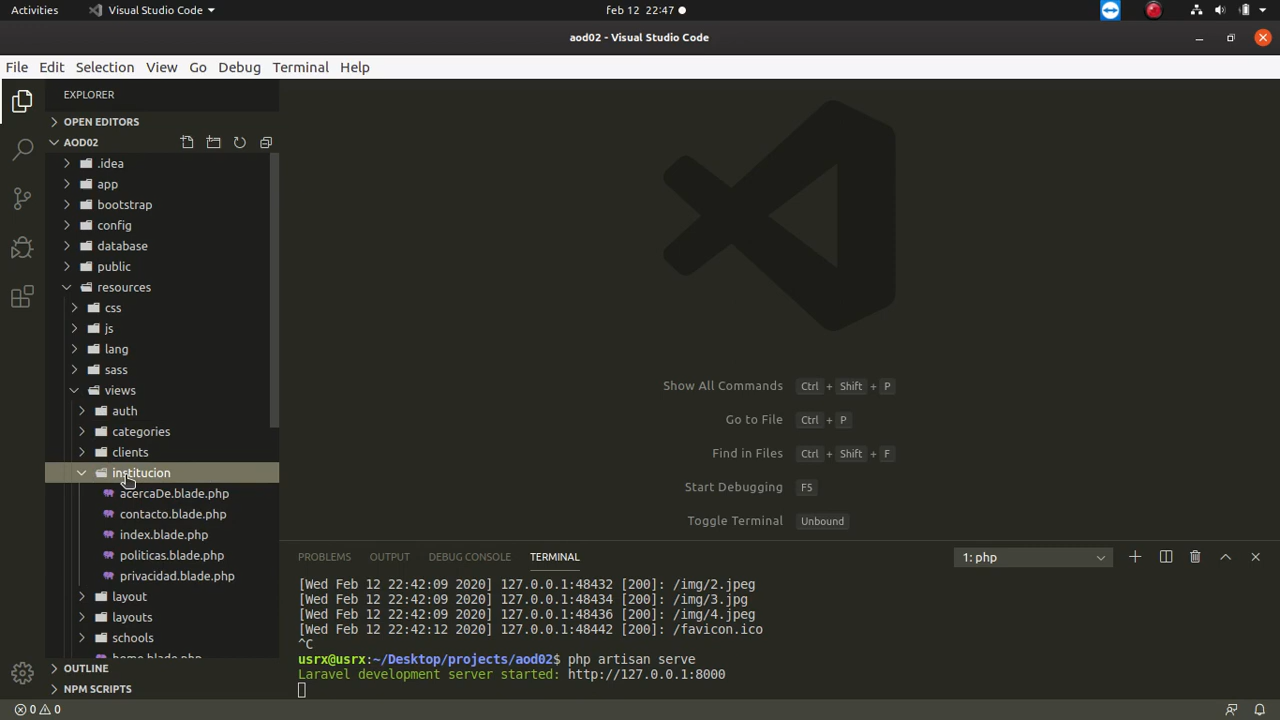 Activities
Visual Studio Code
feb 12 22:47
aod02 - Visual Studio Code
File Edit Selection View Go Debug Terminal Help
EXPLORER
OPEN EDITORS
AOD02
.idea
app
bootstrap
config
database
public
resources
css
js
lang
sass
views
auth
categories
clients
institucion
acercaDe.blade.php
contacto.blade.php
index.blade.php
politicas.blade.php
privacidad.blade.php
layout
layouts
schools
home.blade.php
OUTLINE
NPM SCRIPTS
Show All Commands Ctrl + Shift + P
Go to File Ctrl + P
Find in Files Ctrl + Shift + F
Start Debugging F5
Toggle Terminal Unbound
PROBLEMS OUTPUT DEBUG CONSOLE TERMINAL 1: php
[Wed Feb 12 22:42:09 2020] 127.0.0.1:48432 [200]: /img/2.jpeg
[Wed Feb 12 22:42:09 2020] 127.0.0.1:48434 [200]: /img/3.jpg
[Wed Feb 12 22:42:09 2020] 127.0.0.1:48436 [200]: /img/4.jpeg
[Wed Feb 12 22:42:12 2020] 127.0.0.1:48442 [200]: /favicon.ico
^C
usrx@usrx:~/Desktop/projects/aod02$ php artisan serve
Laravel development server started: http://127.0.0.1:8000
0 0